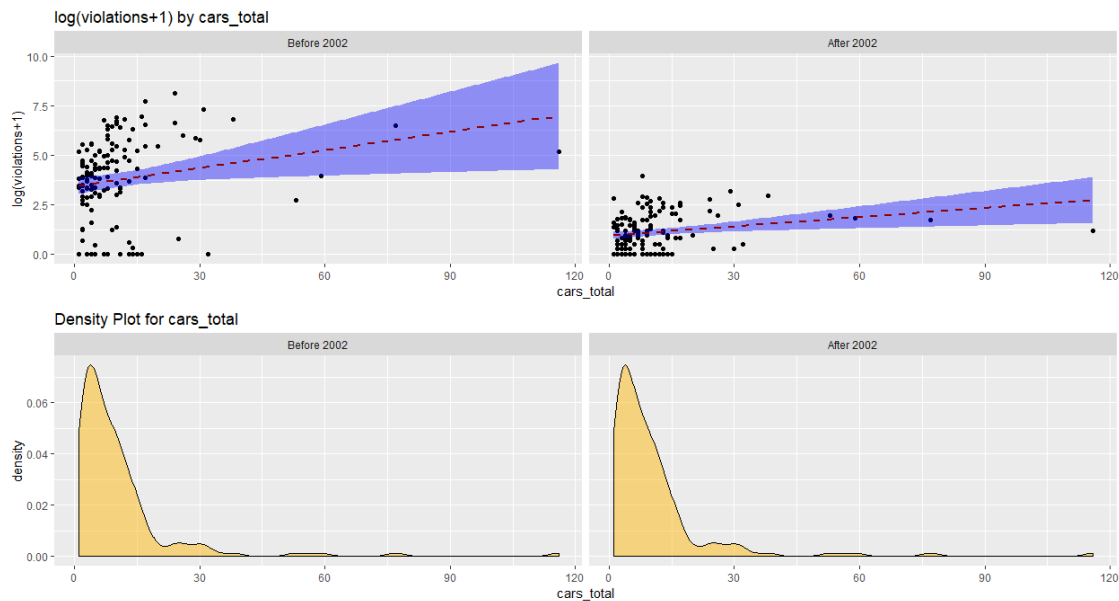 log(violations+1) by cars_total
Before 2002
After 2002
log(violations+1)
10.0
7.5
5.0
2.5
0.0
0 30 60 90 120
0 30 60 90 120
cars_total
cars_total
Density Plot for cars_total
Before 2002
After 2002
density
0.06
0.04
0.02
0.00
0 30 60 90 120
0 30 60 90 120
cars_total
cars_total